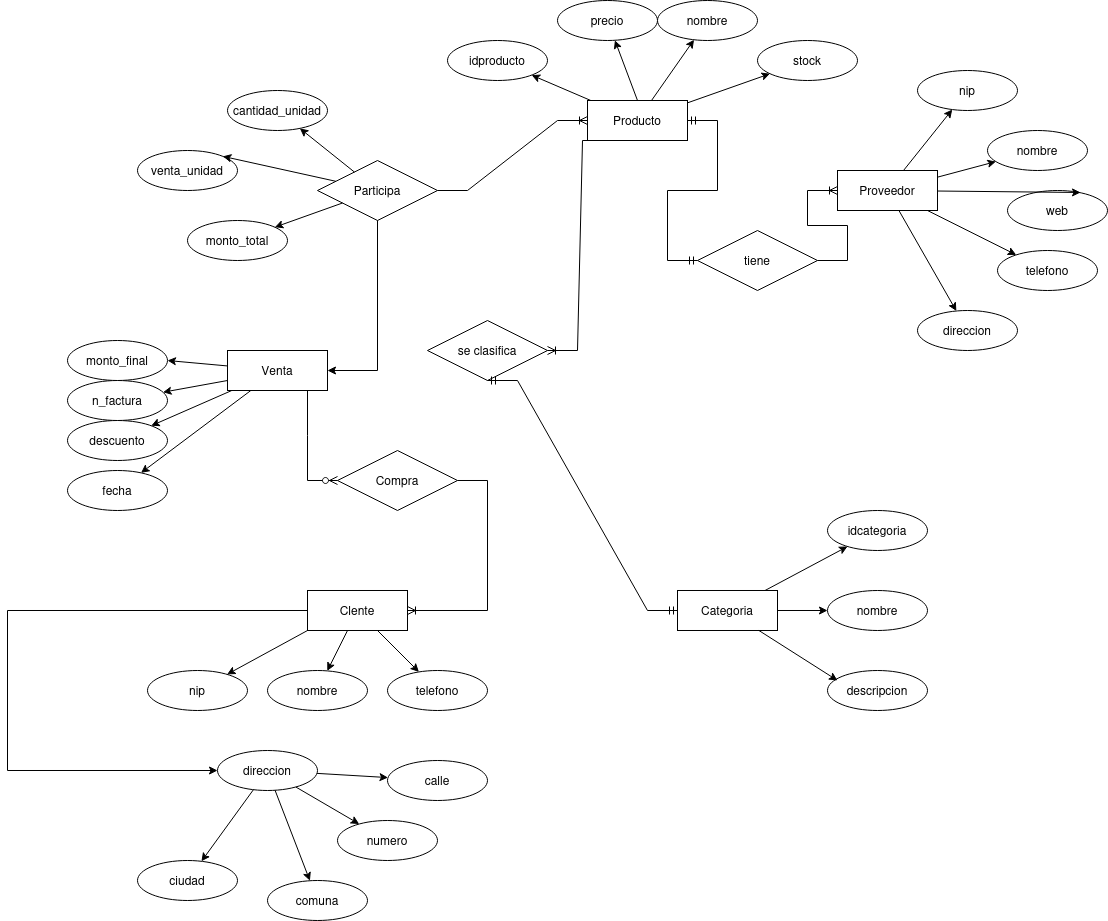 precio
nombre
idproducto
stock
Producto
nip
cantidad_unidad
nombre
venta_unidad
Participa
Proveedor
web
monto_total
tiene
telefono
direccion
se clasifica
monto_final
Venta
n_factura
descuento
fecha
Compra
idcategoria
Clente
Categoria
nombre
nip
nombre
telefono
descripcion
direccion
calle
numero
ciudad
comuna